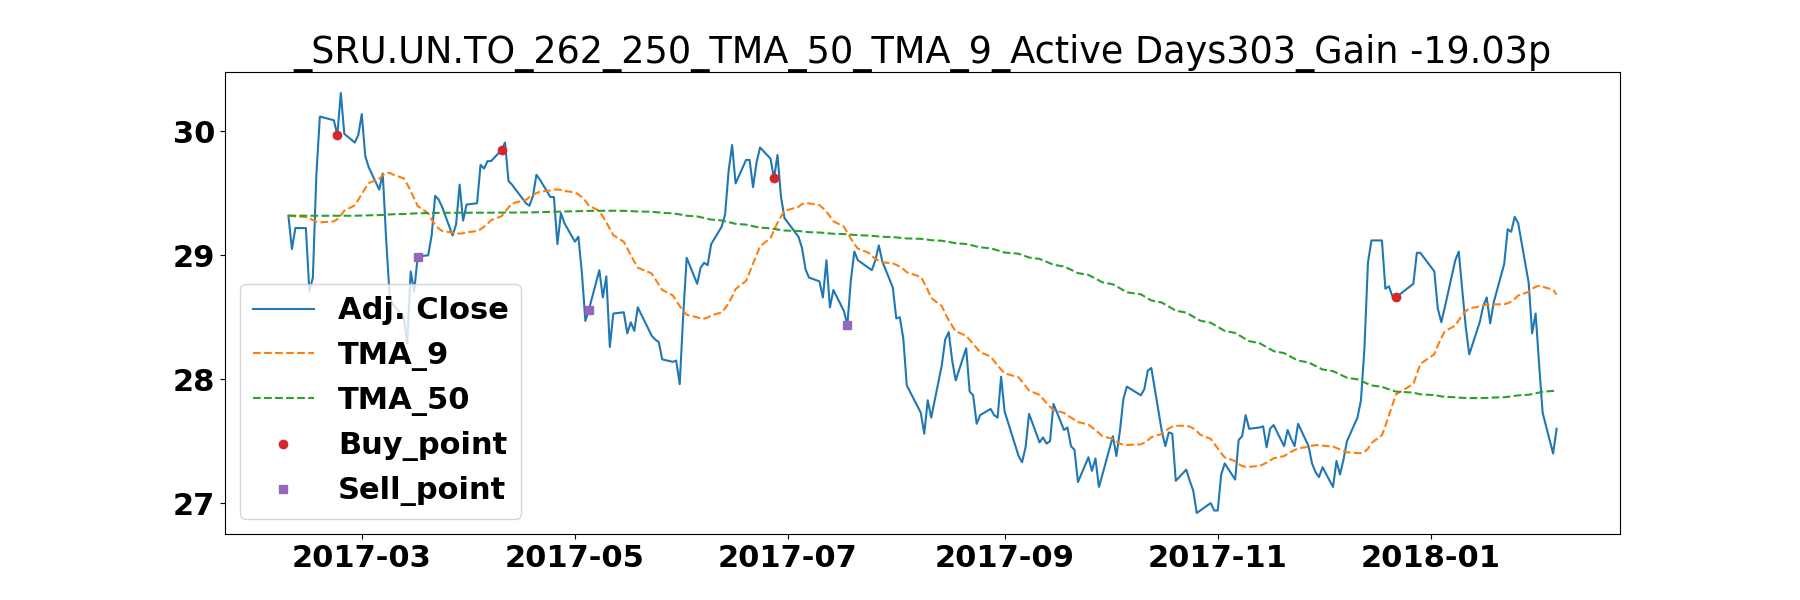 _SRU.UN.TO_262_250_TMA_50_TMA_9_Active Days303_Gain -19.03p
30
29
28
27
Adj. Close
TMA_9
TMA_50
Buy_point
Sell_point
2017-03 2017-05 2017-07 2017-09 2017-11 2018-01